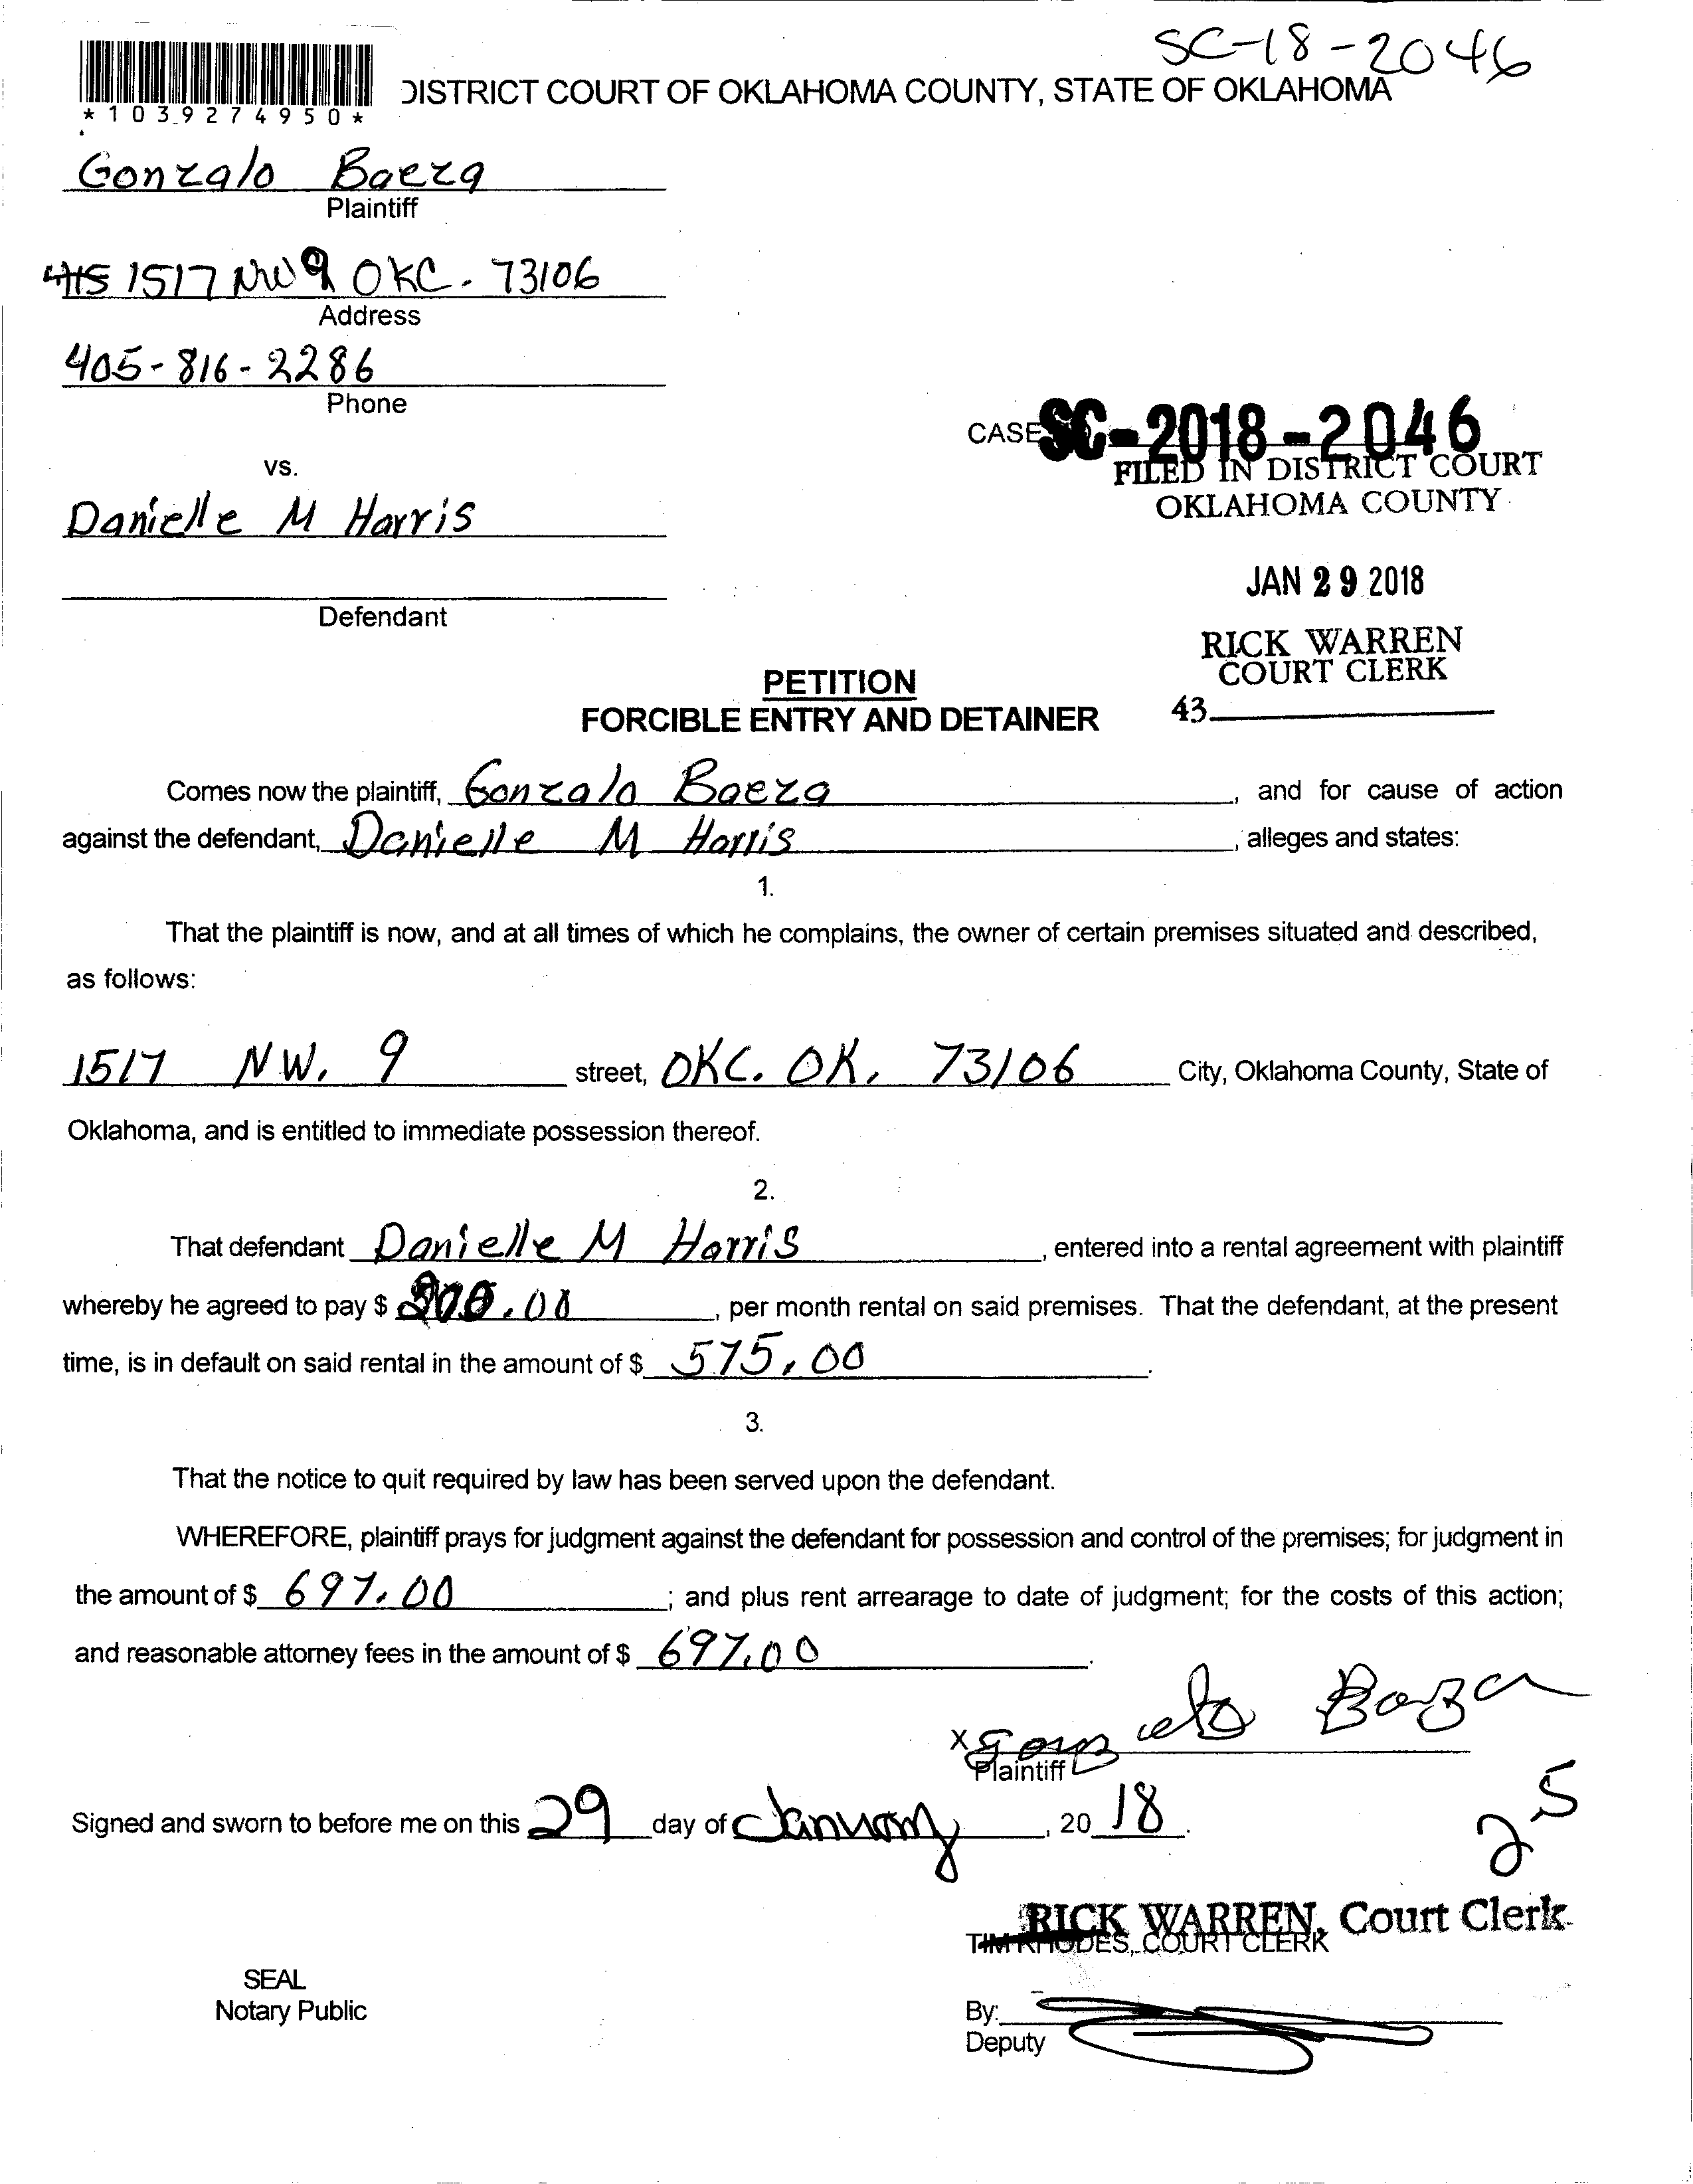 SC-18-2046
*1039274950*
DISTRICT COURT OF OKLAHOMA COUNTY, STATE OF OKLAHOMA
Gonzalo Baeza
Plaintiff
1517 NW 9 OKC. 73106
Address
405-816-2286
Phone
CASE SC-2018-2046
FILED IN DISTRICT COURT
OKLAHOMA COUNTY
vs.
Danielle M Harris
Defendant
JAN 29 2018
RICK WARREN
COURT CLERK
43
PETITION
FORCIBLE ENTRY AND DETAINER
Comes now the plaintiff, Gonzalo Baeza, and for cause of action
against the defendant, Danielle M Harris, alleges and states:
1.
That the plaintiff is now, and at all times of which he complains, the owner of certain premises situated and described,
as follows:
1517 NW. 9 street, OKC. OK, 73106 City, Oklahoma County, State of
Oklahoma, and is entitled to immediate possession thereof.
2.
That defendant Danielle M Harris, entered into a rental agreement with plaintiff
whereby he agreed to pay $ , per month rental on said premises. That the defendant, at the present
time, is in default on said rental in the amount of $ 575,00.
3.
That the notice to quit required by law has been served upon the defendant.
WHEREFORE, plaintiff prays for judgment against the defendant for possession and control of the premises; for judgment in
the amount of $ 697.00; and plus rent arrearage to date of judgment; for the costs of this action;
and reasonable attorney fees in the amount of $ 697.00.
x Gonzalo Baeza
Plaintiff
Signed and sworn to before me on this 29 day of January, 20 18.
25
RICK WARREN, Court Clerk
TIM RHODES, COURT CLERK
SEAL
Notary Public
By:
Deputy